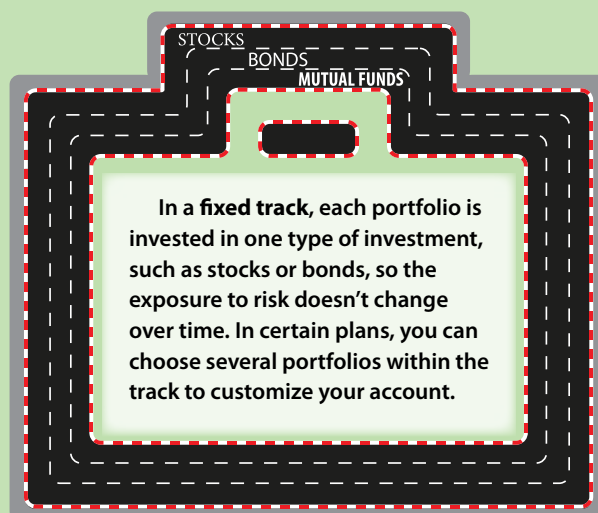 STOCKS
BONDS
MUTUAL FUNDS
In a fixed track, each portfolio is
invested in one type of investment,
such as stocks or bonds, so the
exposure to risk doesn’t change
over time. In certain plans, you can
choose several portfolios within the
track to customize your account.